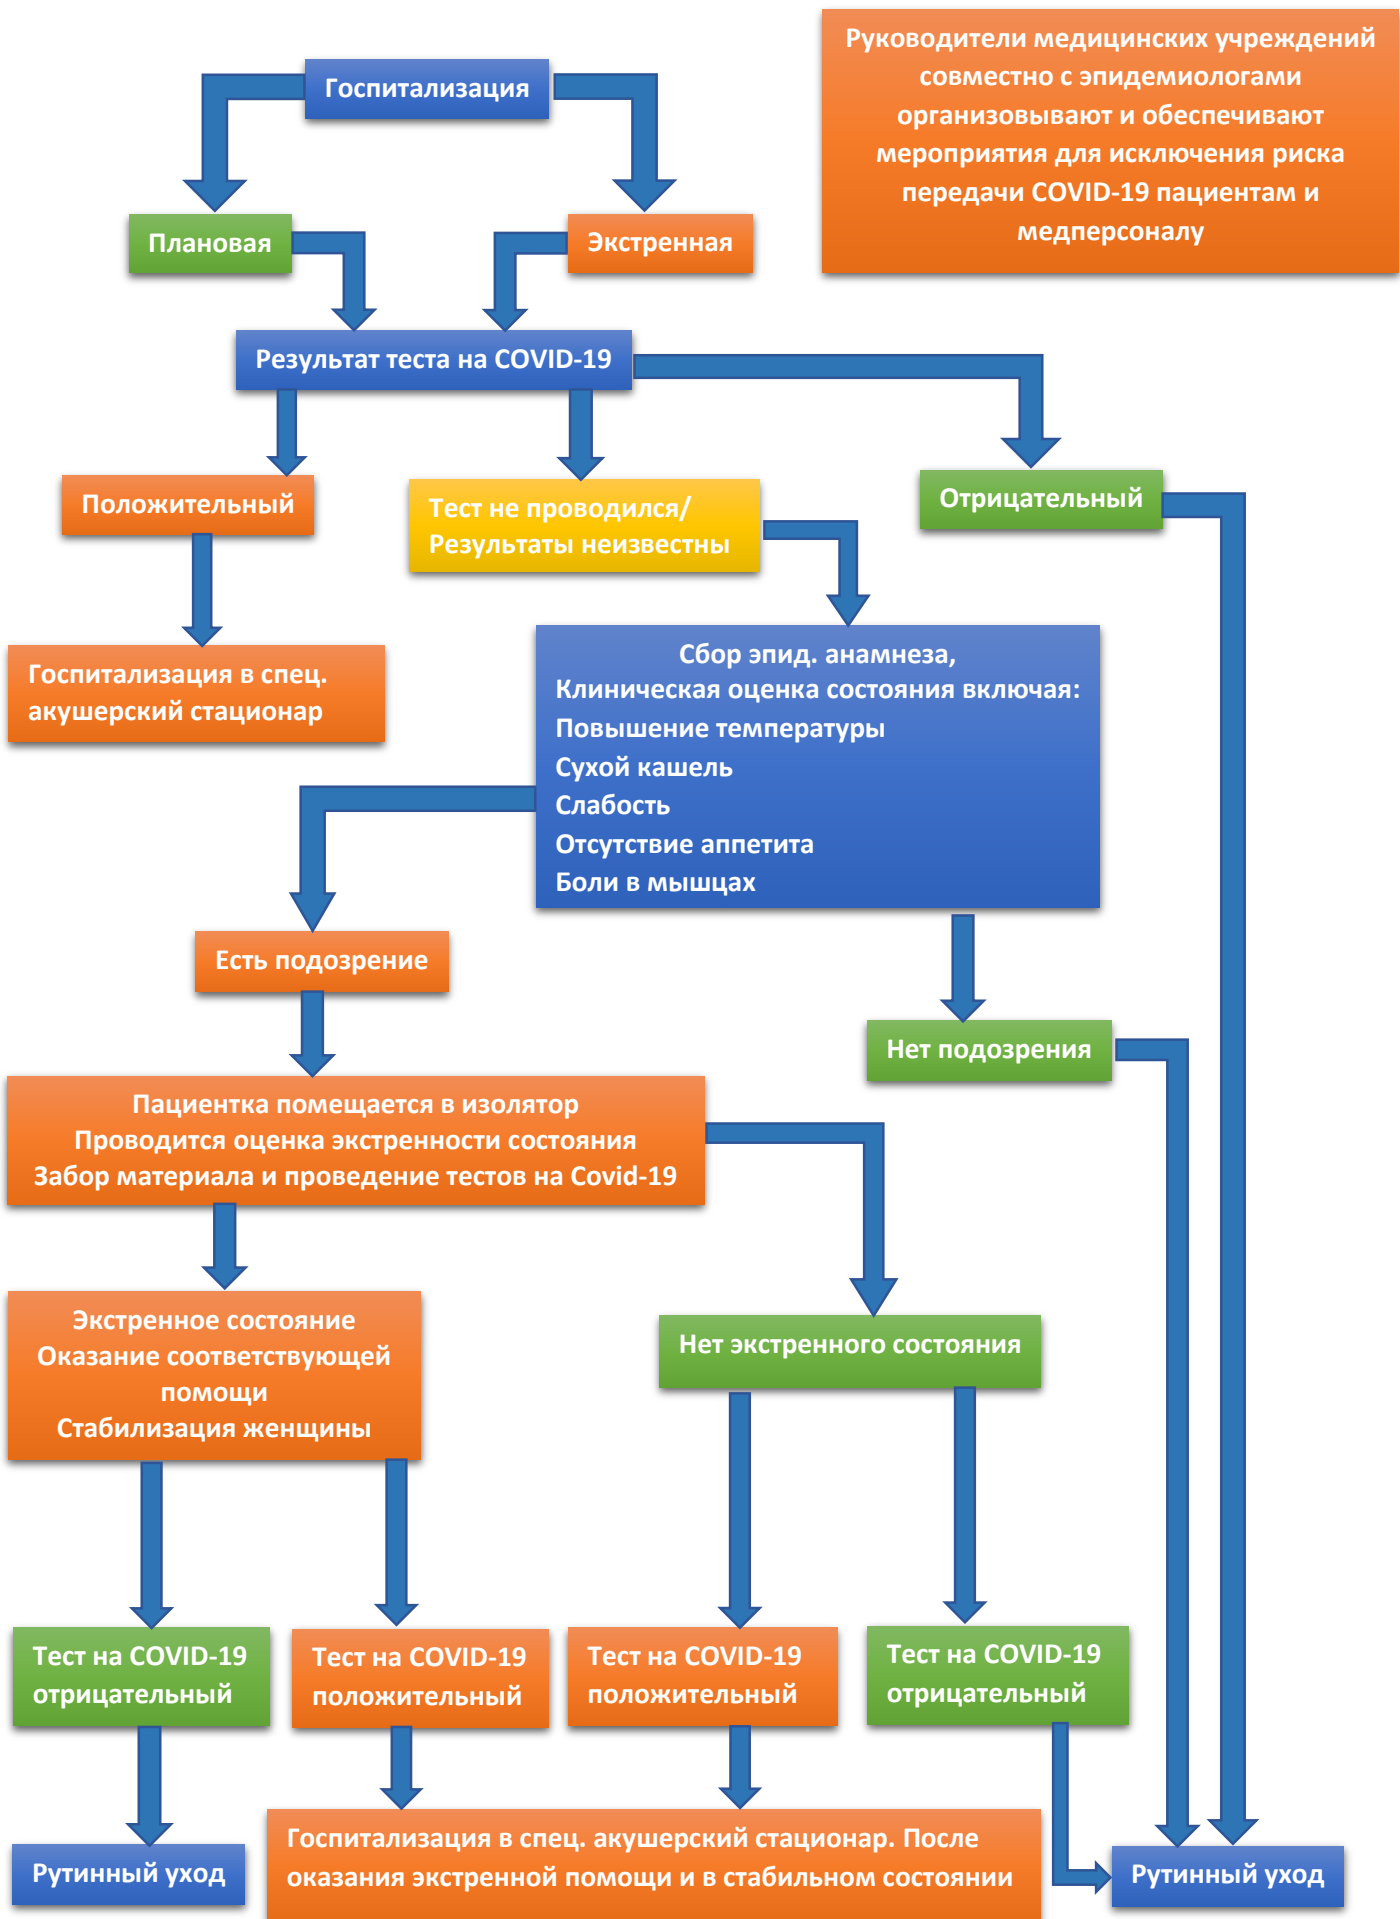 Руководители медицинских учреждений
совместно с эпидемиологами
организовывают и обеспечивают
мероприятия для исключения риска
передачи COVID-19 пациентам и
медперсоналу
Госпитализация
Плановая
Экстренная
Результат теста на COVID-19
Положительный
Тест не проводился/
Результаты неизвестны
Отрицательный
Госпитализация в спец.
акушерский стационар
Сбор эпид. анамнеза,
Клиническая оценка состояния включая:
Повышение температуры
Сухой кашель
Слабость
Отсутствие аппетита
Боли в мышцах
Есть подозрение
Нет подозрения
Пациентка помещается в изолятор
Проводится оценка экстренности состояния
Забор материала и проведение тестов на Covid-19
Экстренное состояние
Оказание соответствующей
помощи
Стабилизация женщины
Нет экстренного состояния
Тест на COVID-19
отрицательный
Тест на COVID-19
положительный
Тест на COVID-19
положительный
Тест на COVID-19
отрицательный
Рутинный уход
Госпитализация в спец. акушерский стационар. После
оказания экстренной помощи и в стабильном состоянии
Рутинный уход